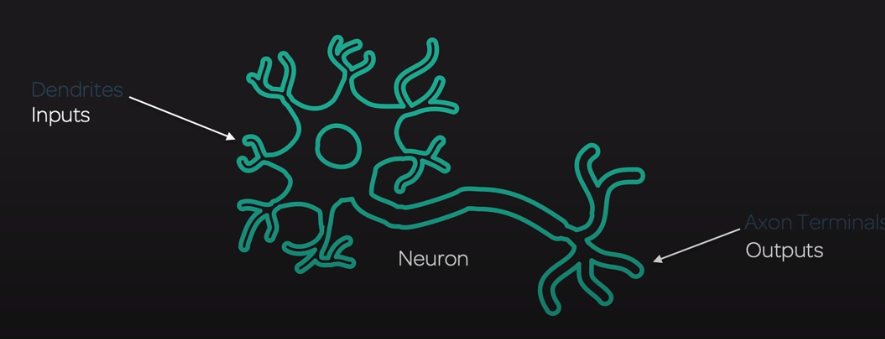 Dendrites
Inputs
Neuron
Axon Terminals
Outputs